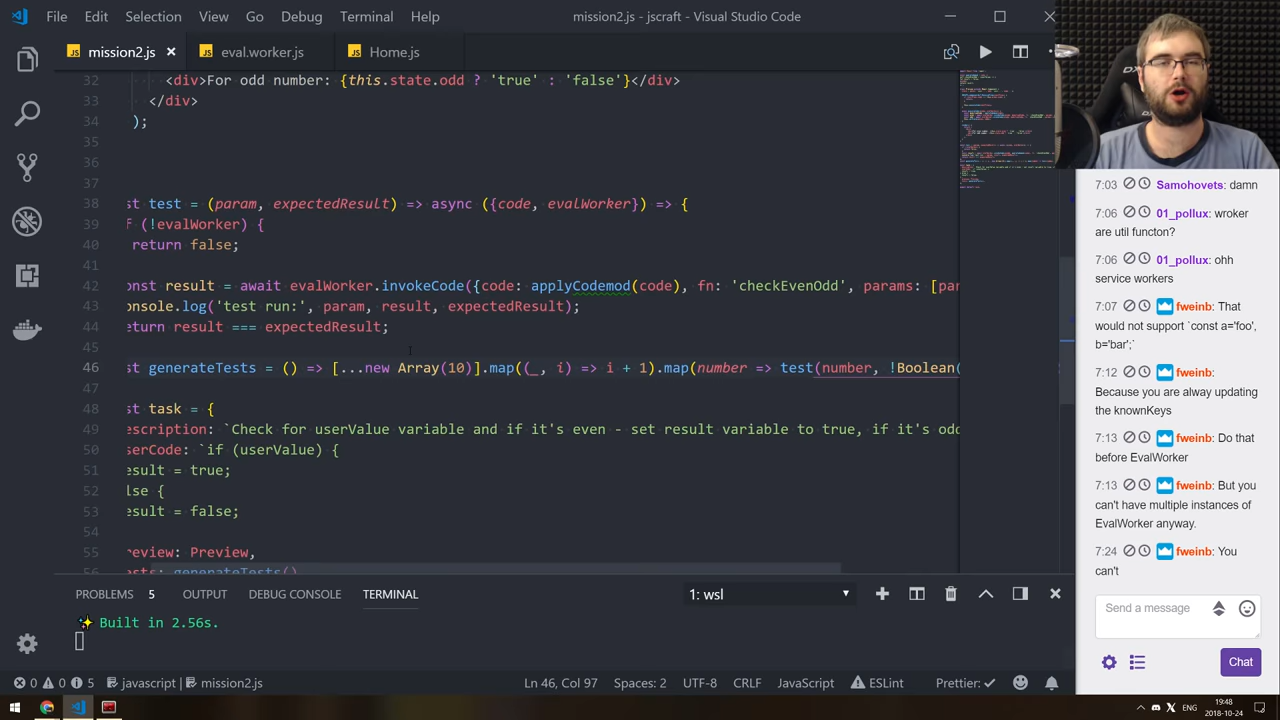 File Edit Selection View Go Debug Terminal Help
mission2.js - jscraft - Visual Studio Code
JS mission2.js
JS eval.worker.js
JS Home.js
32 <div>For odd number: {this.state.odd ? 'true' : 'false'}</div>
33 </div>
34 );
35
36
37
38 st test = (param, expectedResult) => async ({code, evalWorker}) => {
39 f (!evalWorker) {
40 return false;
41
42 onst result = await evalWorker.invokeCode({code: applyCodemod(code), fn: 'checkEvenOdd', params: [par
43 onsole.log('test run:', param, result, expectedResult);
44 eturn result === expectedResult;
45
46 st generateTests = () => [...new Array(10)].map((_, i) => i + 1).map(number => test(number, !Boolean(
47
48 st task = {
49 escription: `Check for userValue variable and if it's even - set result variable to true, if it's odd
50 serCode: `if (userValue) {
51 esult = true;
52 lse {
53 esult = false;
54
55 review: Preview,
56 ests: generateTests()
PROBLEMS 5 OUTPUT DEBUG CONSOLE TERMINAL
1: wsl
✨ Built in 2.56s.
0 0 5 javascript mission2.js
Ln 46, Col 97 Spaces: 2 UTF-8 CRLF JavaScript ESLint Prettier: ✓
7:03 Samohovets: damn
7:06 01_pollux: wroker
are util functon?
7:06 01_pollux: ohh
service workers
7:07 fweinb: That
would not support `const a='foo',
b='bar';`
7:12 fweinb:
Because you are alway updating
the knownKeys
7:13 fweinb: Do that
before EvalWorker
7:13 fweinb: But you
can't have multiple instances of
EvalWorker anyway.
7:24 fweinb: You
can't
Send a message
Chat
ENG
19:48
2018-10-24